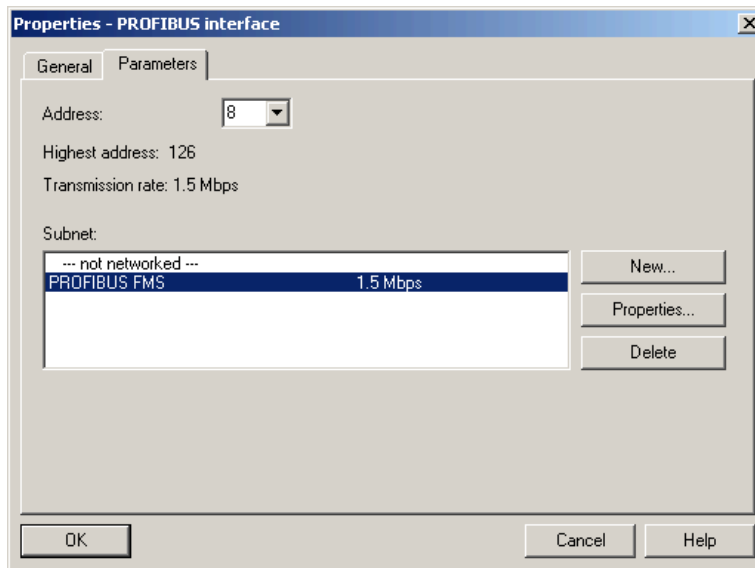 Properties - PROFIBUS interface
General Parameters
Address: 8
Highest address: 126
Transmission rate: 1.5 Mbps
Subnet:
--- not networked ---
PROFIBUS FMS 1.5 Mbps
New...
Properties...
Delete
OK Cancel Help